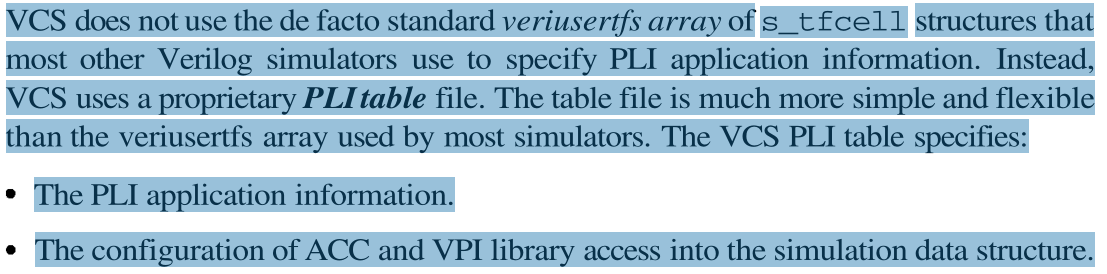 VCS does not use the de facto standard veriusertfs array of s_tfcell structures that
most other Verilog simulators use to specify PLI application information. Instead,
VCS uses a proprietary PLI table file. The table file is much more simple and flexible
than the veriusertfs array used by most simulators. The VCS PLI table specifies:
• The PLI application information.
• The configuration of ACC and VPI library access into the simulation data structure.